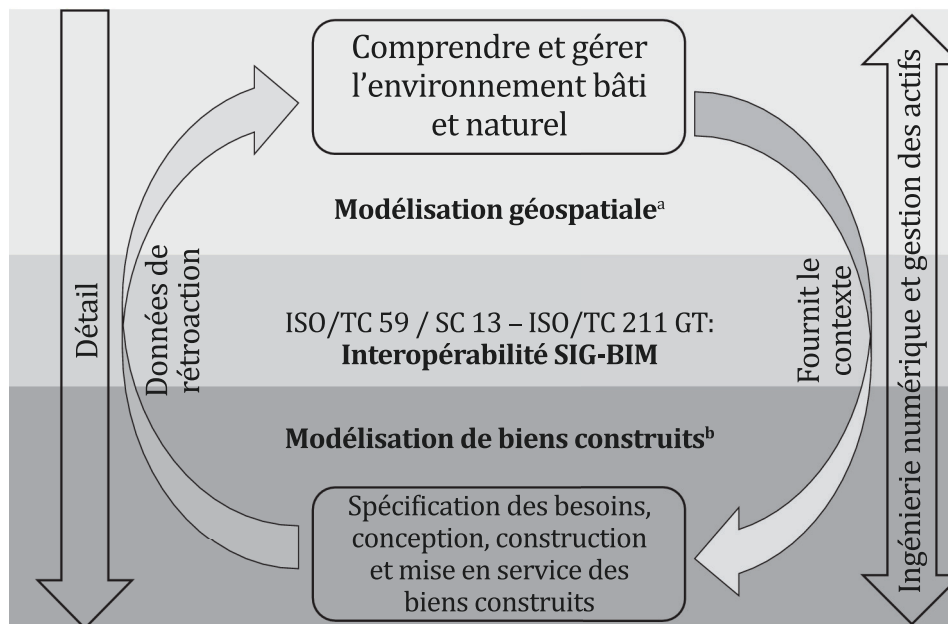 Comprendre et gérer
l’environnement bâti
et naturel
Modélisation géospatialeᵃ
Détail
Données de
rétroaction
ISO/TC 59 / SC 13 – ISO/TC 211 GT:
Interopérabilité SIG-BIM
Fournit le
contexte
Ingénierie numérique et gestion des actifs
Modélisation de biens construitsᵇ
Spécification des besoins,
conception, construction
et mise en service des
biens construits